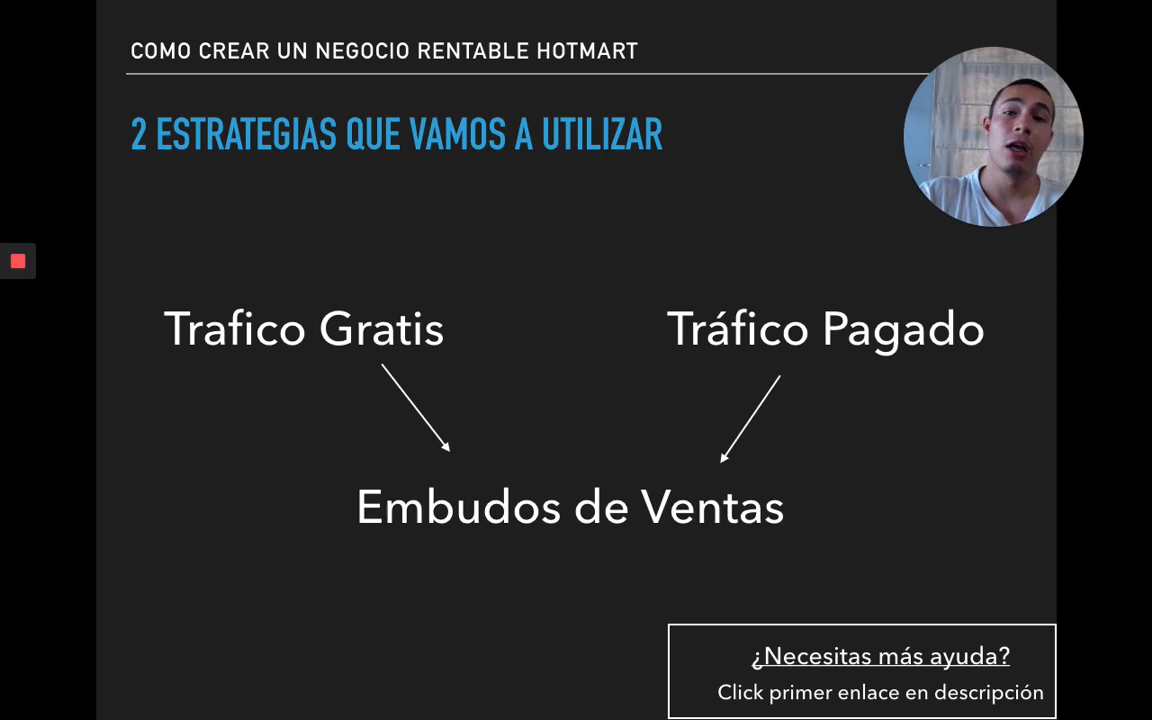 COMO CREAR UN NEGOCIO RENTABLE HOTMART
2 ESTRATEGIAS QUE VAMOS A UTILIZAR
Trafico Gratis
Tráfico Pagado
Embudos de Ventas
¿Necesitas más ayuda?
Click primer enlace en descripción